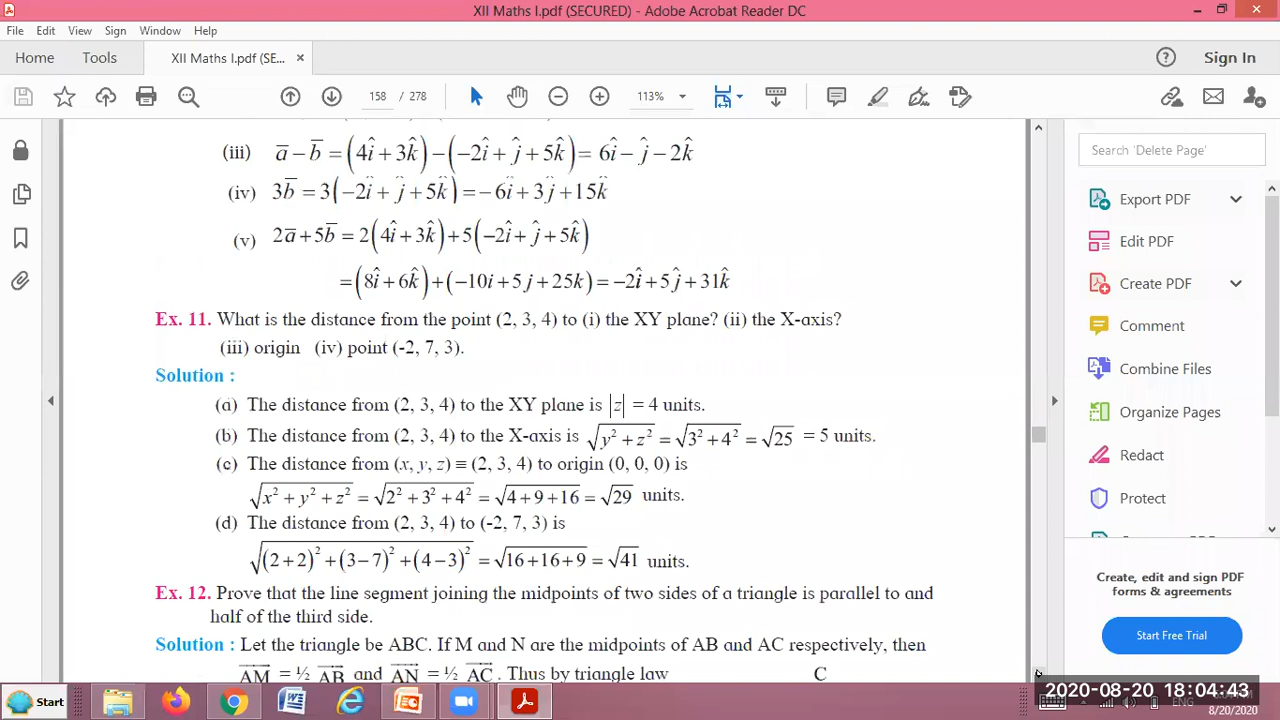 XII Maths I.pdf (SECURED) - Adobe Acrobat Reader DC
File Edit View Sign Window Help
Home Tools XII Maths I.pdf (SE... × Sign In
158 / 278 113%
(iii) a̅ − b̅ = (4î + 3k̂) − (−2î + ĵ + 5k̂) = 6î − ĵ − 2k̂
Search 'Delete Page'
(iv) 3b̅ = 3(−2î + ĵ + 5k̂) = −6î + 3ĵ + 15k̂
Export PDF
(v) 2a̅ + 5b̅ = 2(4î + 3k̂) + 5(−2î + ĵ + 5k̂)
Edit PDF
= (8î + 6k̂) + (−10i + 5j + 25k) = −2î + 5ĵ + 31k̂
Create PDF
Ex. 11. What is the distance from the point (2, 3, 4) to (i) the XY plane? (ii) the X-axis?
Comment
(iii) origin (iv) point (-2, 7, 3).
Combine Files
Solution :
(a) The distance from (2, 3, 4) to the XY plane is |z| = 4 units.
Organize Pages
(b) The distance from (2, 3, 4) to the X-axis is √(y² + z²) = √(3² + 4²) = √25 = 5 units.
Redact
(c) The distance from (x, y, z) ≡ (2, 3, 4) to origin (0, 0, 0) is
√(x² + y² + z²) = √(2² + 3² + 4²) = √(4 + 9 + 16) = √29 units.
Protect
(d) The distance from (2, 3, 4) to (-2, 7, 3) is
√((2 + 2)² + (3 − 7)² + (4 − 3)²) = √(16 + 16 + 9) = √41 units.
Create, edit and sign PDF
forms & agreements
Ex. 12. Prove that the line segment joining the midpoints of two sides of a triangle is parallel to and
half of the third side.
Start Free Trial
Solution : Let the triangle be ABC. If M and N are the midpoints of AB and AC respectively, then
AM = ½ AB and AN = ½ AC . Thus by triangle law C
Start
2020-08-20 18:04:43
ENG
8/20/2020